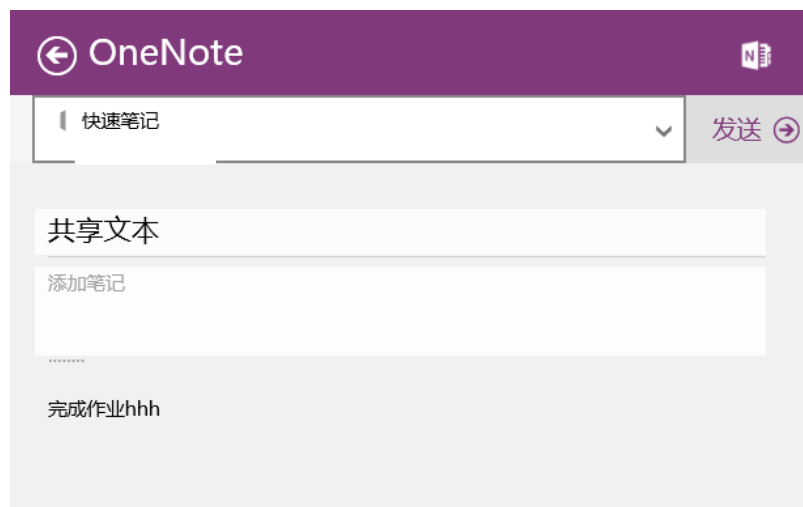 OneNote
快速笔记
发送
共享文本
添加笔记
完成作业hhh